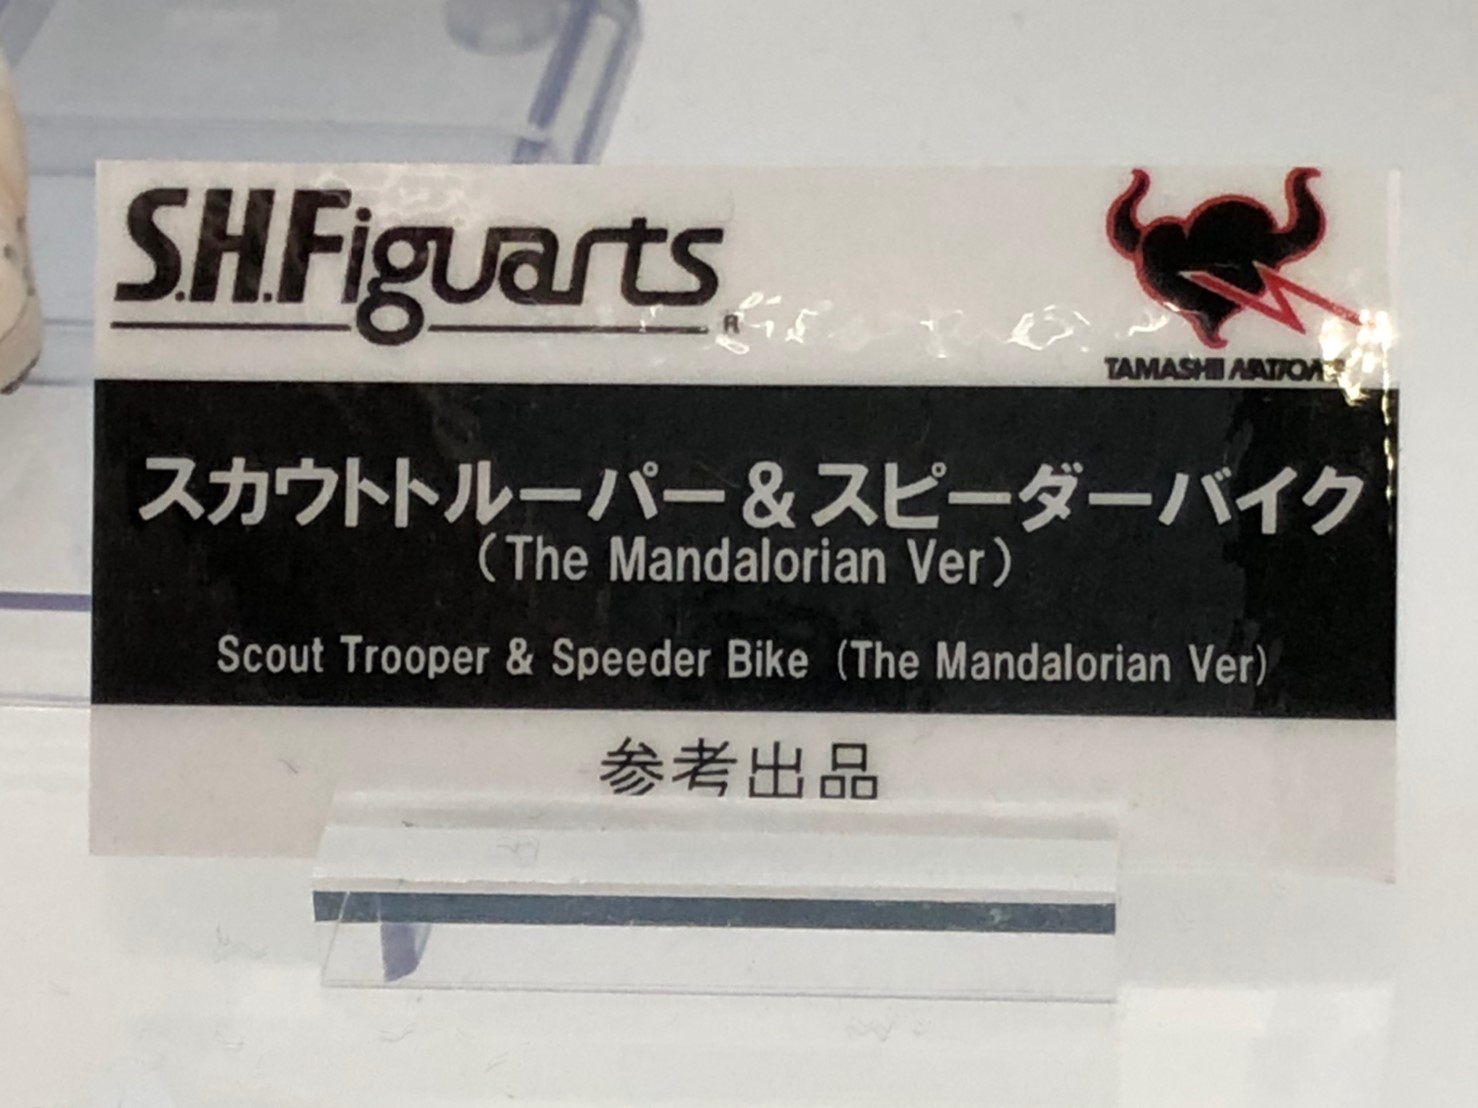 S.H.Figuarts
R
TAMASHII NATIONS
スカウトトルーパー＆スピーダーバイク
（The Mandalorian Ver）
Scout Trooper & Speeder Bike (The Mandalorian Ver)
参考出品